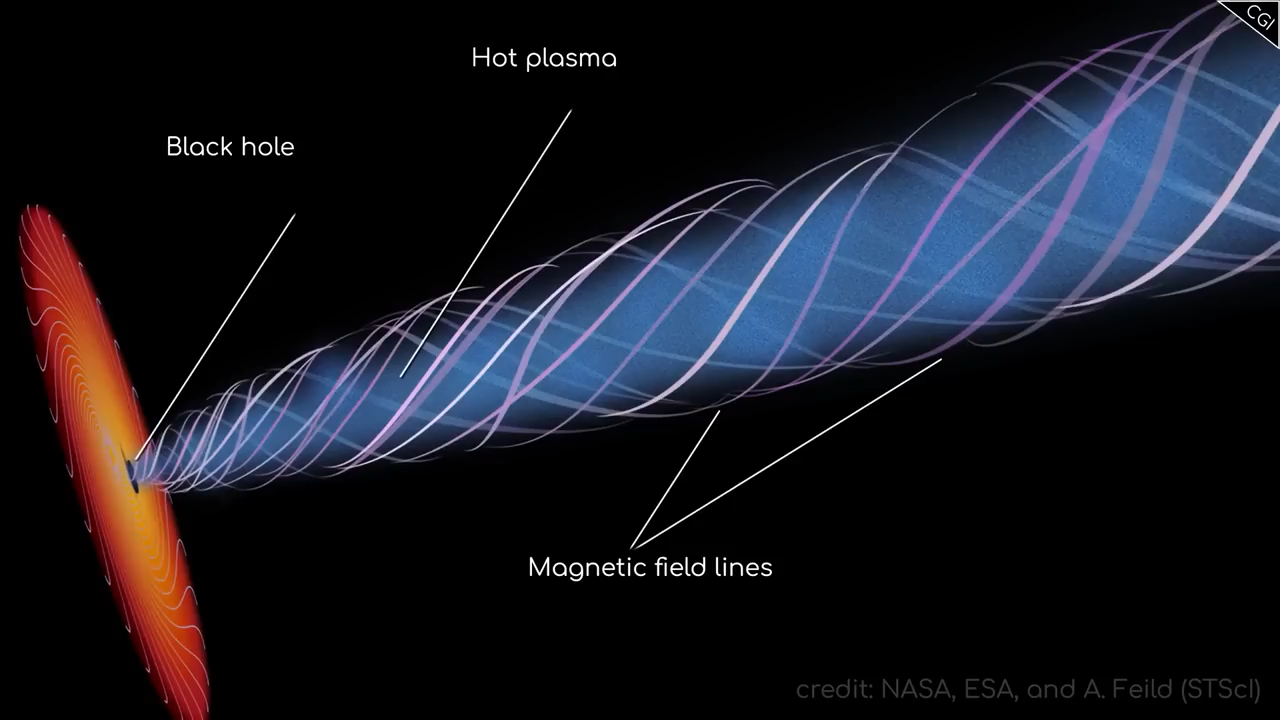 CGI
Hot plasma
Black hole
Magnetic field lines
credit: NASA, ESA, and A. Feild (STScI)